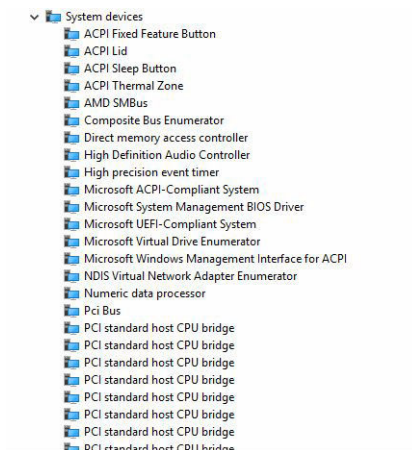 System devices
ACPI Fixed Feature Button
ACPI Lid
ACPI Sleep Button
ACPI Thermal Zone
AMD SMBus
Composite Bus Enumerator
Direct memory access controller
High Definition Audio Controller
High precision event timer
Microsoft ACPI-Compliant System
Microsoft System Management BIOS Driver
Microsoft UEFI-Compliant System
Microsoft Virtual Drive Enumerator
Microsoft Windows Management Interface for ACPI
NDIS Virtual Network Adapter Enumerator
Numeric data processor
Pci Bus
PCI standard host CPU bridge
PCI standard host CPU bridge
PCI standard host CPU bridge
PCI standard host CPU bridge
PCI standard host CPU bridge
PCI standard host CPU bridge
PCI standard host CPU bridge
PCI standard host CPU bridge